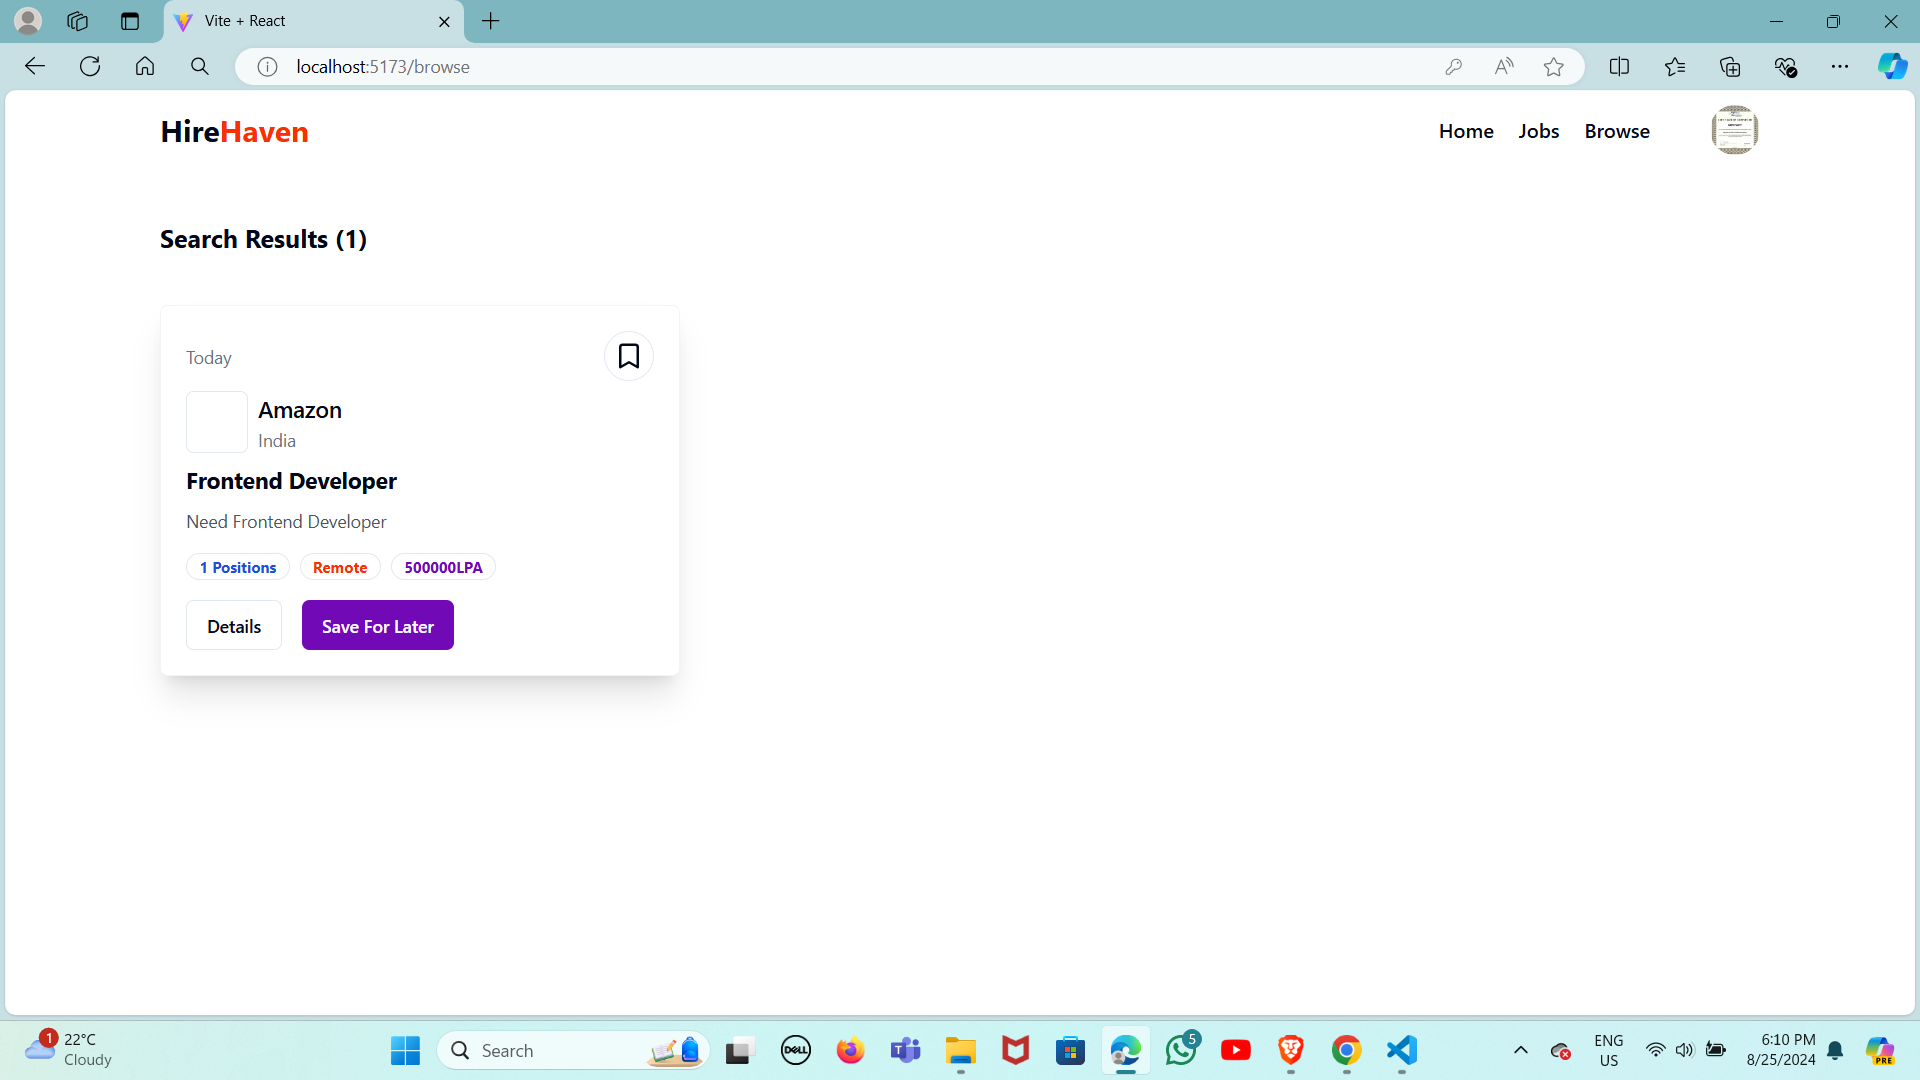 Vite + React
localhost:5173/browse
HireHaven
Home Jobs Browse
Search Results (1)
Today
Amazon
India
Frontend Developer
Need Frontend Developer
1 Positions Remote 500000LPA
Details Save For Later
1
22°C
Cloudy
Search
DELL
5
ENG
US
6:10 PM
8/25/2024
PRE